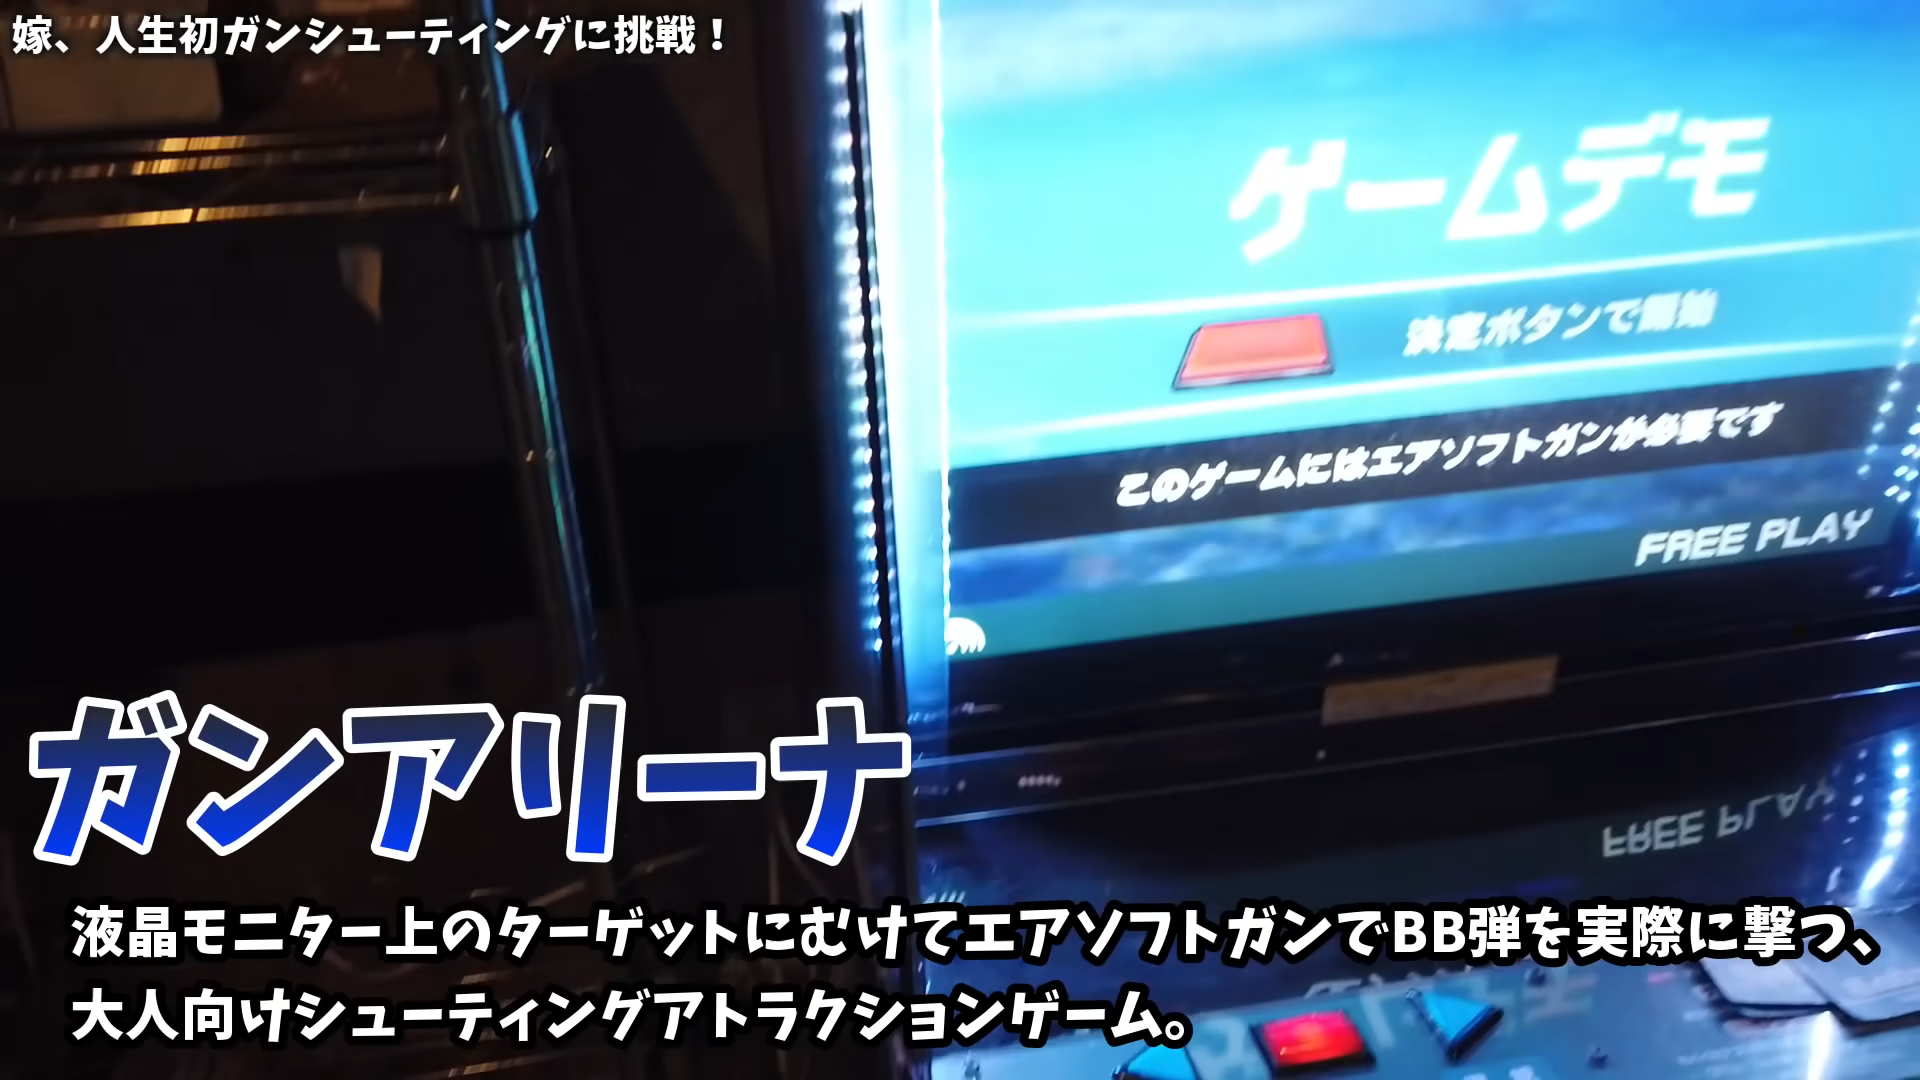 嫁、人生初ガンシューティングに挑戦！
ゲームデモ
決定ボタンで開始
このゲームにはエアソフトガンが必要です
FREE PLAY
ガンアリーナ
FREE PLAY
液晶モニター上のターゲットにむけてエアソフトガンでBB弾を実際に撃つ、
大人向けシューティングアトラクションゲーム。